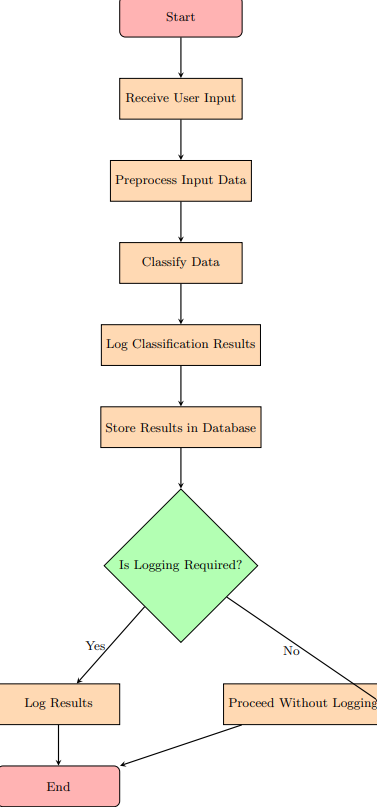 Start
Receive User Input
Preprocess Input Data
Classify Data
Log Classification Results
Store Results in Database
Is Logging Required?
Yes
No
Log Results
Proceed Without Logging
End